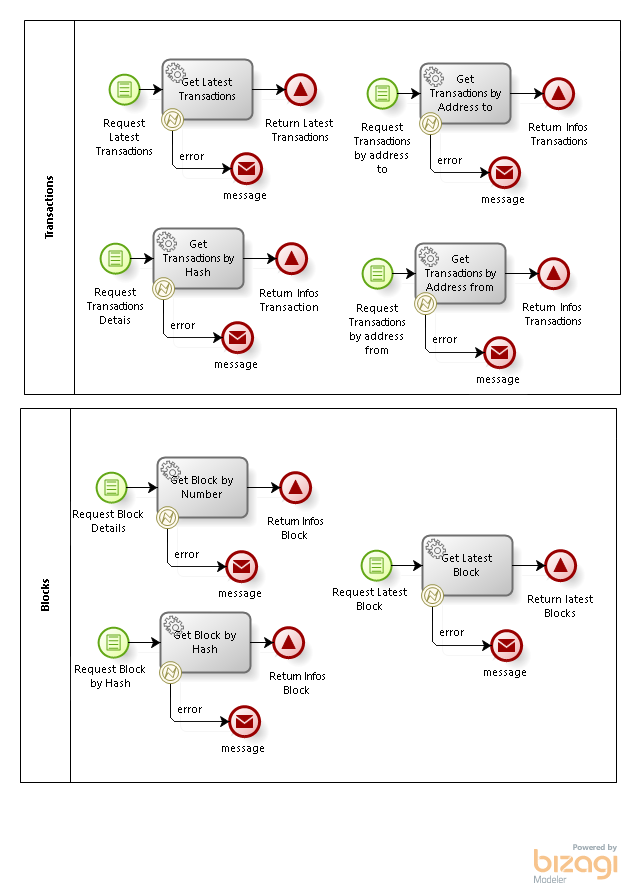 Transactions
Get Latest
Transactions
Request
Latest
Transactions
Return Latest
Transactions
error
message
Get
Transactions by
Address to
Request
Transactions
by address
to
Return Infos
Transactions
error
message
Get
Transactions by
Hash
Request
Transactions
Detais
Return Infos
Transaction
error
message
Get
Transactions by
Address from
Request
Transactions
by address
from
Return Infos
Transactions
error
message
Blocks
Get Block by
Number
Request Block
Details
Return Infos
Block
error
message
Get Latest
Block
Request Latest
Block
Return latest
Blocks
error
message
Get Block by
Hash
Request Block
by Hash
Return Infos
Block
error
message
Powered by
bizagi
Modeler